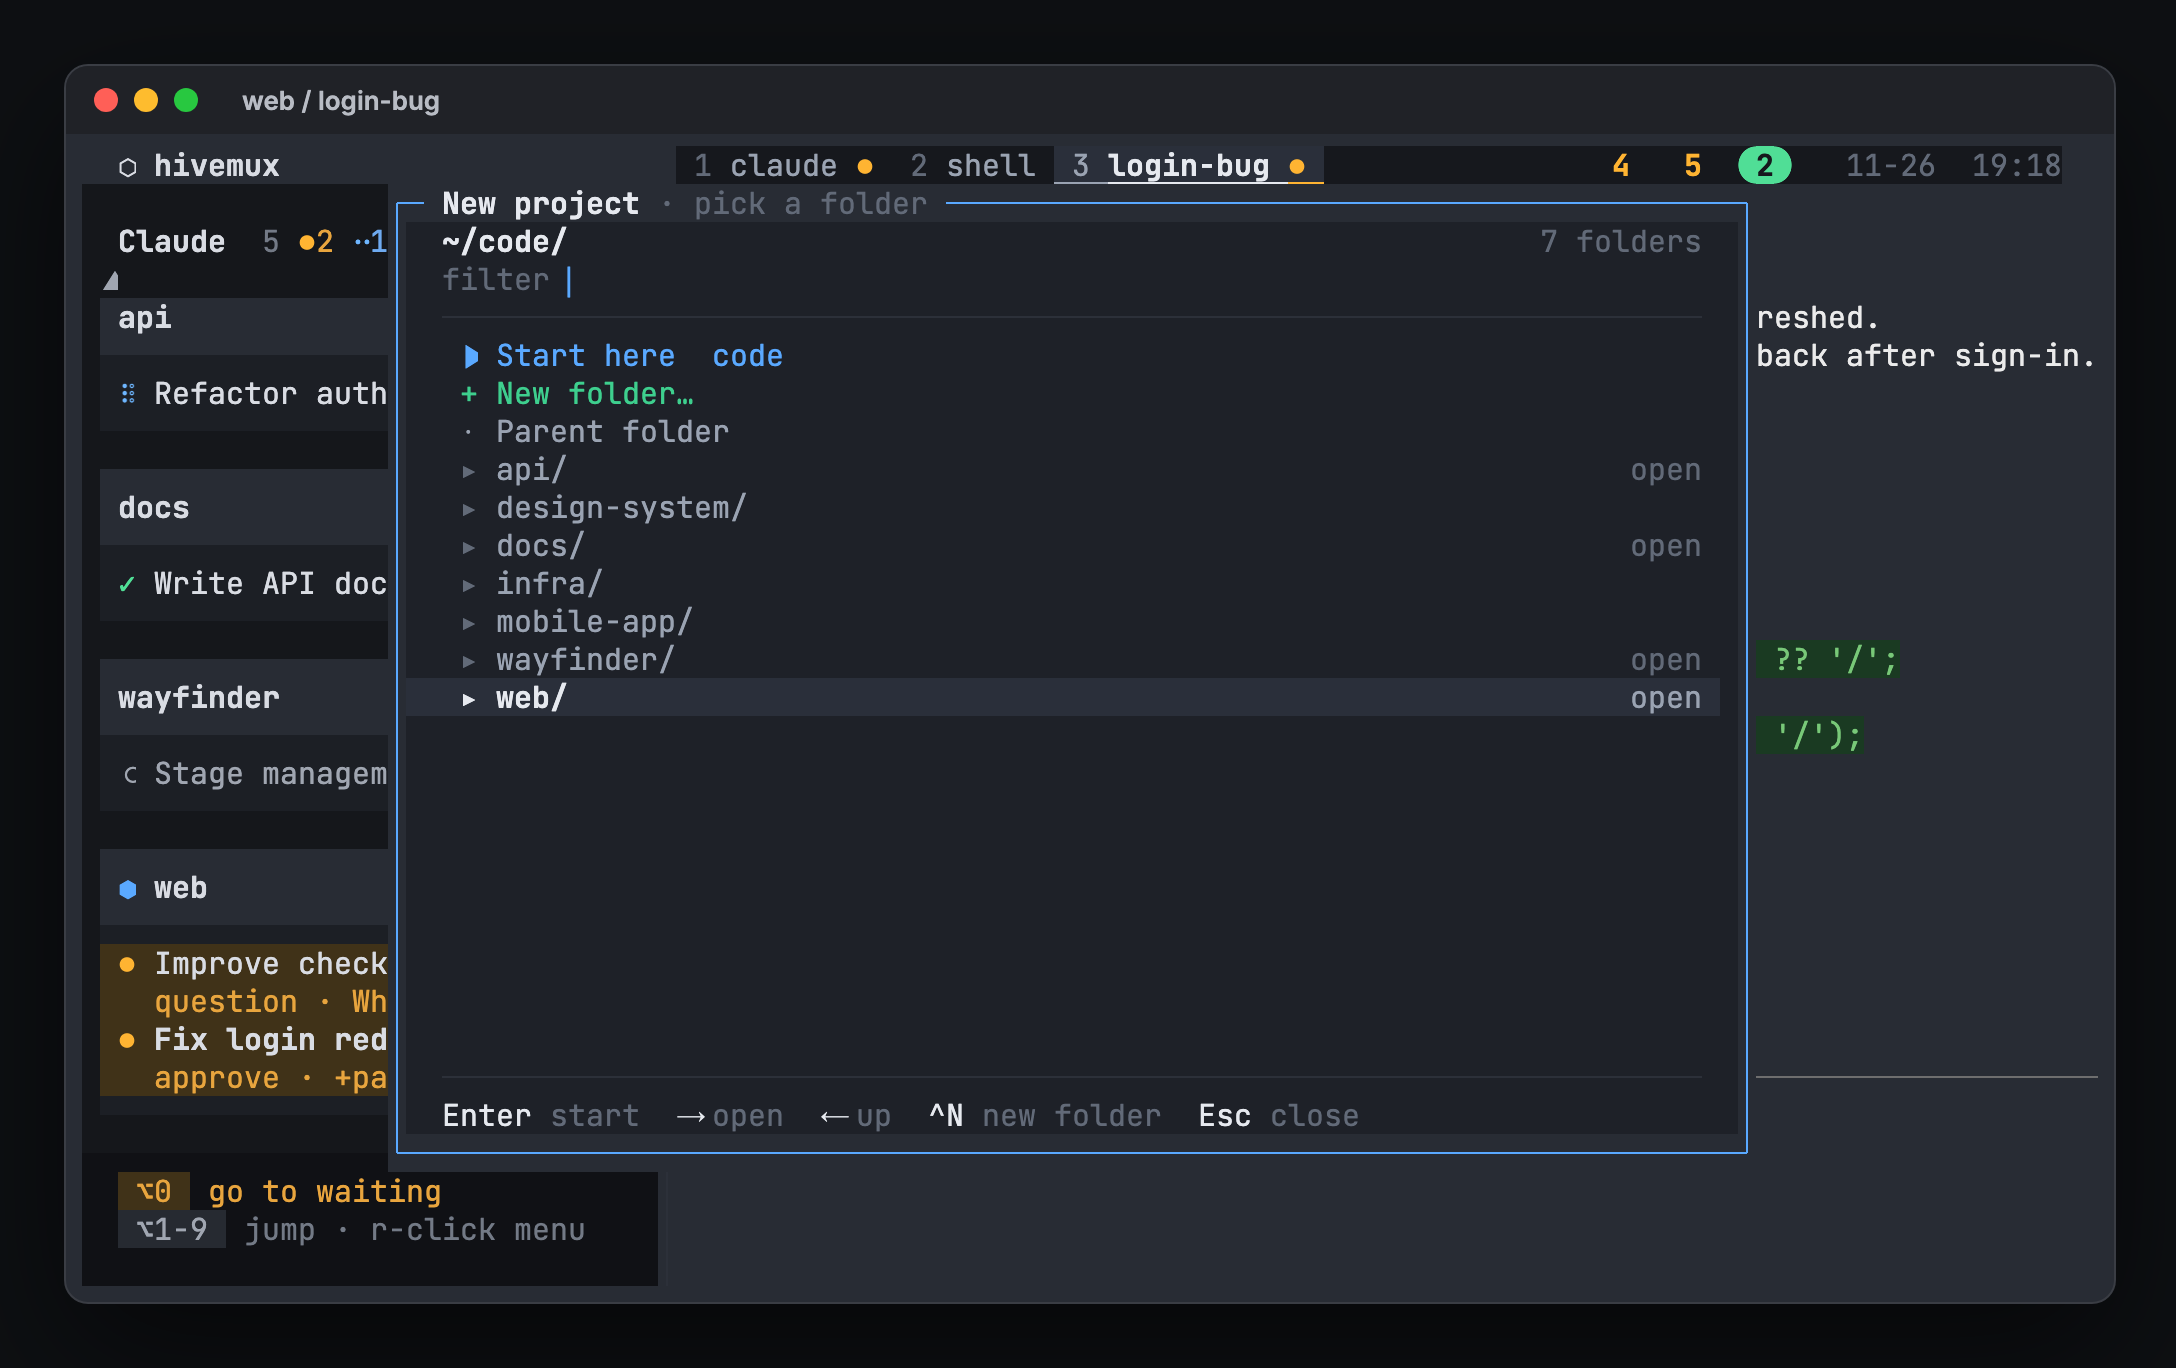 web / login-bug
hivemux
1 claude ● 2 shell 3 login-bug ● 4 5 2 11-26 19:18
New project · pick a folder
Claude 5 ●2 ··1
~/code/ 7 folders
filter
api
Refactor auth
docs
✓ Write API doc
wayfinder
Stage managem
web
● Improve check
question · Wh
● Fix login red
approve · +pa
▶ Start here code
+ New folder…
· Parent folder
▸ api/ open
▸ design-system/
▸ docs/ open
▸ infra/
▸ mobile-app/
▸ wayfinder/ open
▸ web/ open
Enter start →open ←up ^N new folder Esc close
reshed.
back after sign-in.
?? '/';
'/');
⌥0 go to waiting
⌥1-9 jump · r-click menu